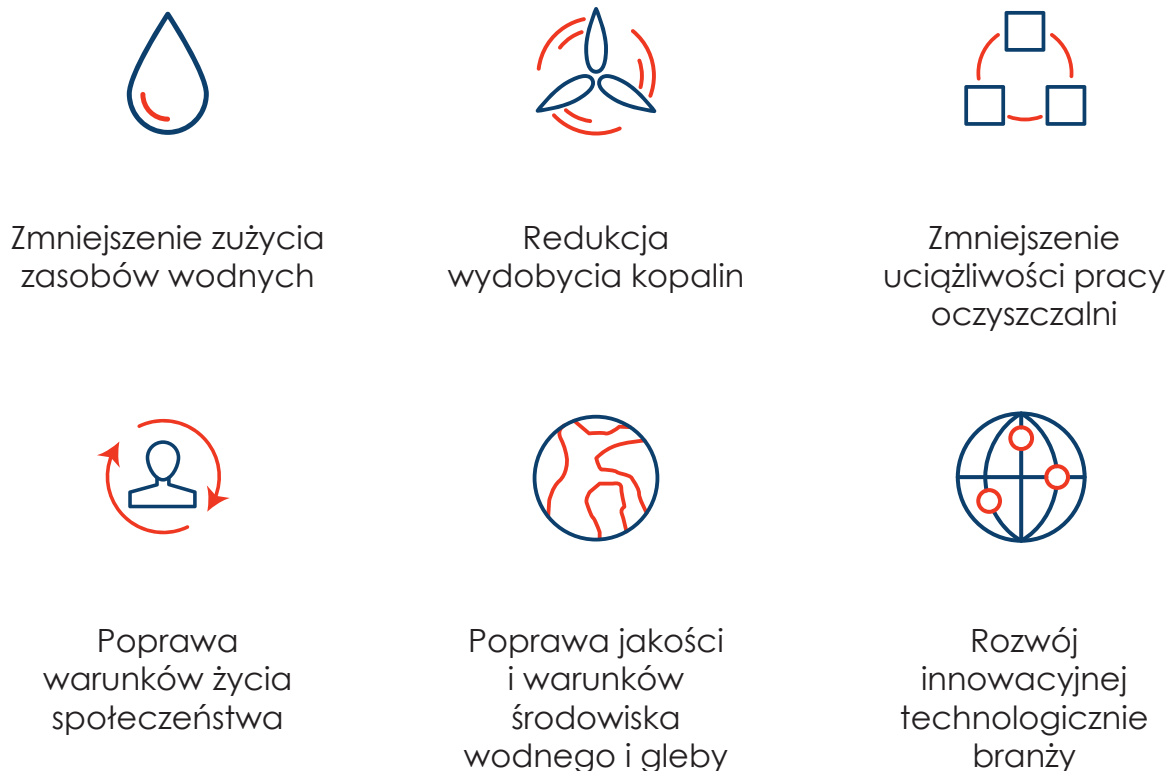 Zmniejszenie zużycia
zasobów wodnych
Redukcja
wydobycia kopalin
Zmniejszenie
uciążliwości pracy
oczyszczalni
Poprawa
warunków życia
społeczeństwa
Poprawa jakości
i warunków
środowiska
wodnego i gleby
Rozwój
innowacyjnej
technologicznie
branży